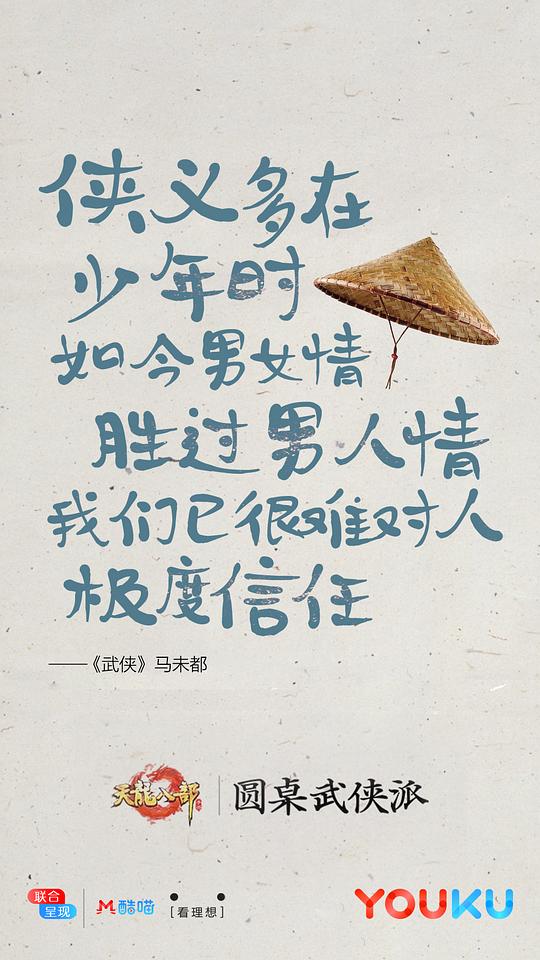 侠义多在
少年时
如今男女情
胜过男人情
我们已很难对人
极度信任
——《武侠》马未都
天龍八部
圆桌武侠派
联合
呈现
酷喵
[看理想]
YOUKU